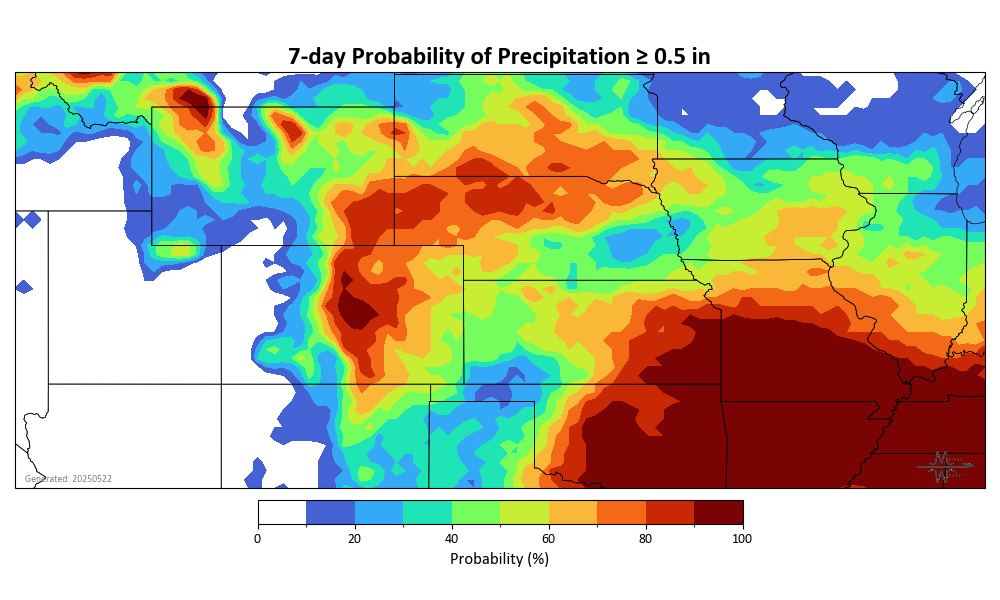 7-day Probability of Precipitation ≥ 0.5 in
Generated: 20250522
0 20 40 60 80 100
Probability (%)